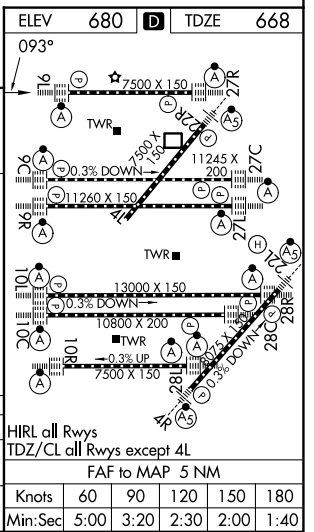 ELEV 680 D TDZE 668
093°
9L
P
7500 X 150
A
27R
A
P
22R
A5
TWR
7500 X 150
P
9C
A
P
0.3% DOWN
11245 X 200
27C
A
P
P
9R
A
11260 X 150
4L
27L
A
H
TWR
22L
A5
10L
A
P
13000 X 150
A
28R
0.3% DOWN
P
10C
A
10800 X 200
P
28C
TWR
10R
A
0.3% UP
7500 X 150
A
P
28L
A
8075 X 150
0.3% DOWN
4R
A5
HIRL all Rwys
TDZ/CL all Rwys except 4L
FAF to MAP 5 NM
Knots 60 90 120 150 180
Min:Sec 5:00 3:20 2:30 2:00 1:40